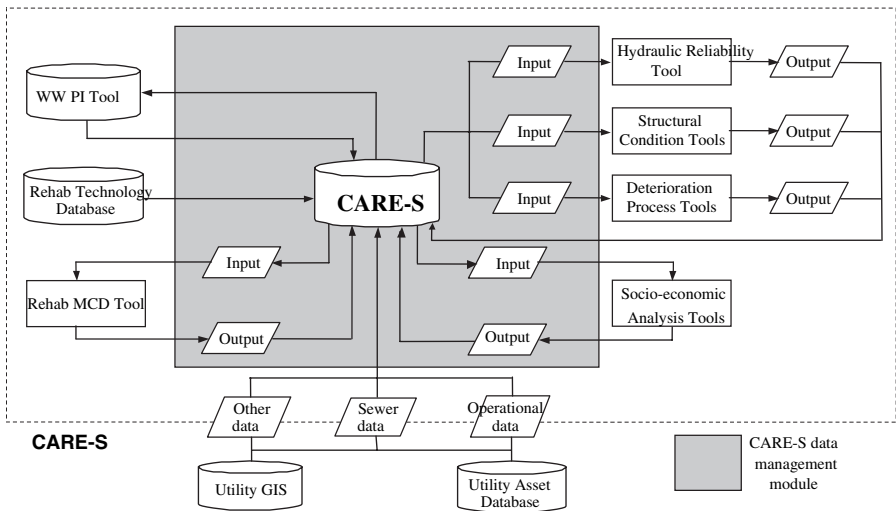 Input
Hydraulic Reliability
Tool
Output
WW PI Tool
Input
Structural
Condition Tools
Output
Rehab Technology
Database
CARE-S
Input
Deterioration
Process Tools
Output
Input
Input
Rehab MCD Tool
Socio-economic
Analysis Tools
Output
Output
Other
data
Sewer
data
Operational
data
CARE-S
Utility GIS
Utility Asset
Database
CARE-S data
management
module